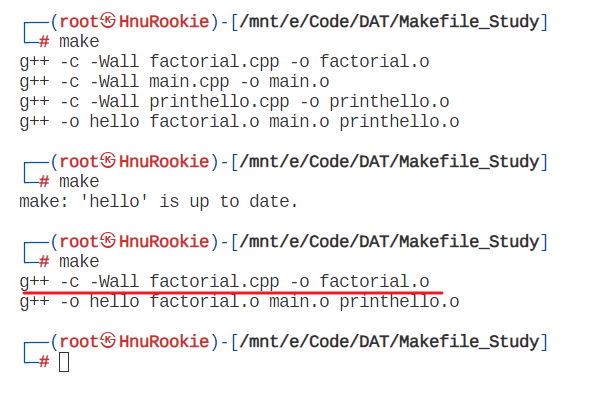 ┌──(root㉿HnuRookie)-[/mnt/e/Code/DAT/Makefile_Study]
└─# make
g++ -c -Wall factorial.cpp -o factorial.o
g++ -c -Wall main.cpp -o main.o
g++ -c -Wall printhello.cpp -o printhello.o
g++ -o hello factorial.o main.o printhello.o
┌──(root㉿HnuRookie)-[/mnt/e/Code/DAT/Makefile_Study]
└─# make
make: 'hello' is up to date.
┌──(root㉿HnuRookie)-[/mnt/e/Code/DAT/Makefile_Study]
└─# make
g++ -c -Wall factorial.cpp -o factorial.o
g++ -o hello factorial.o main.o printhello.o
┌──(root㉿HnuRookie)-[/mnt/e/Code/DAT/Makefile_Study]
└─#